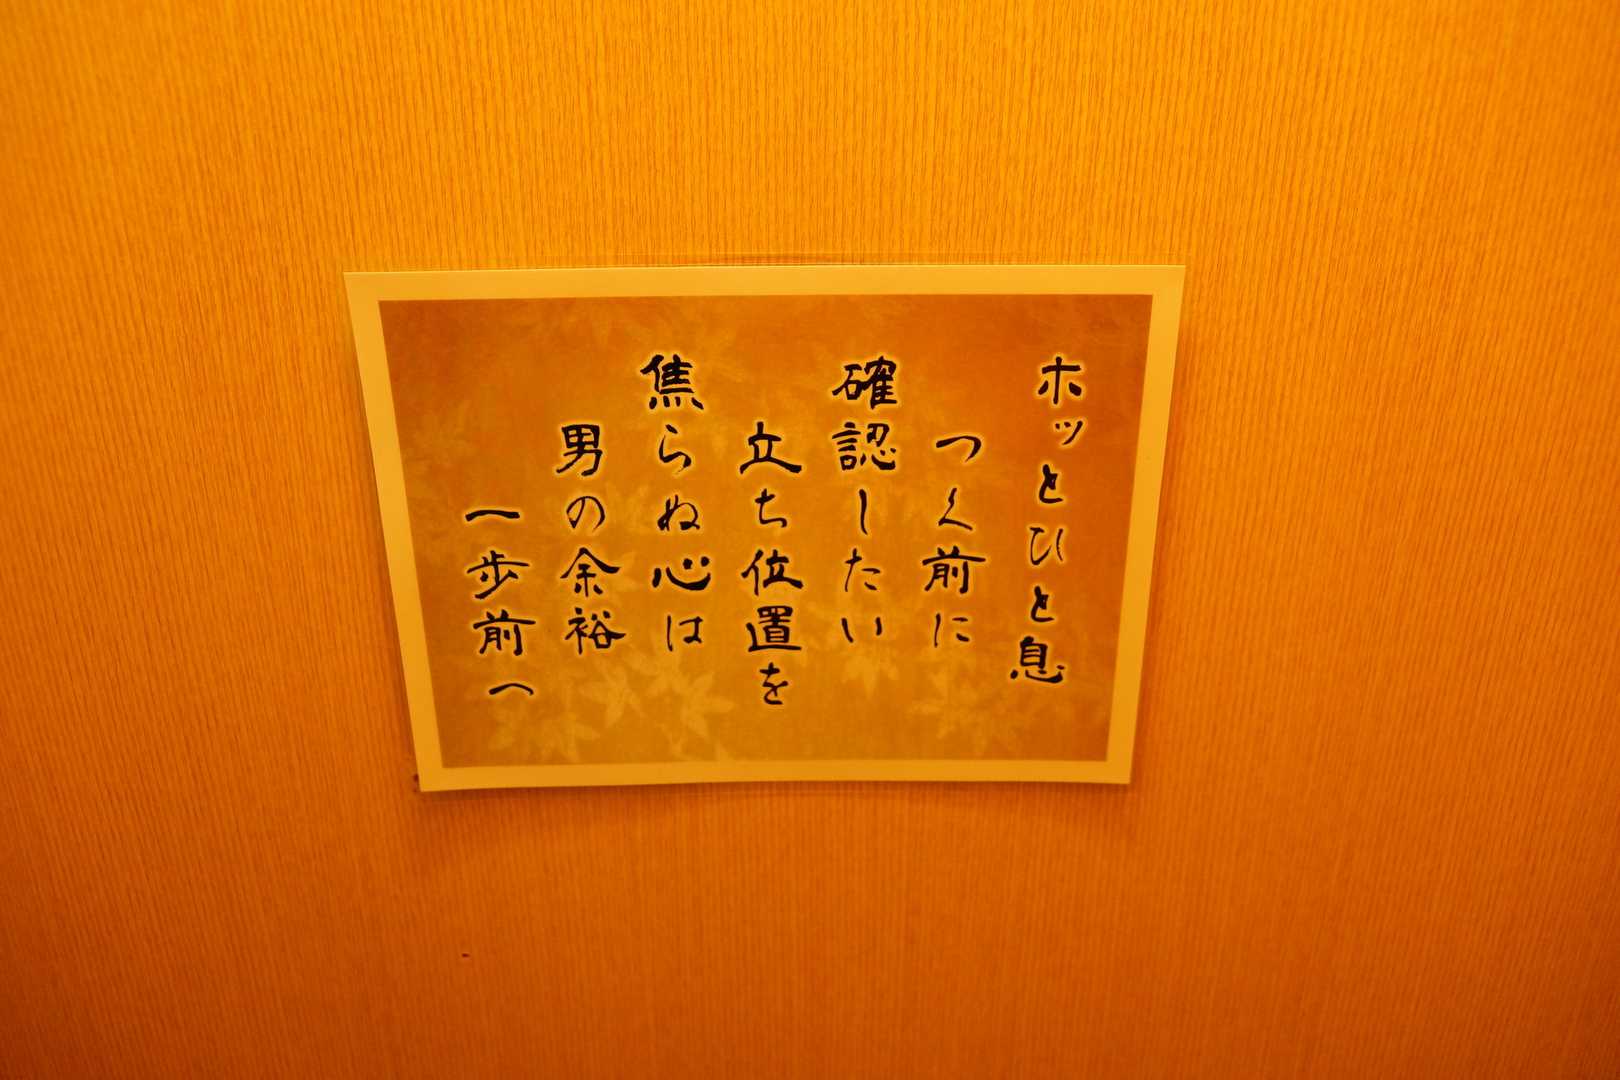 ホッとひと息
つく前に
確認したい
立ち位置を
焦らぬ心は
男の余裕
一歩前へ